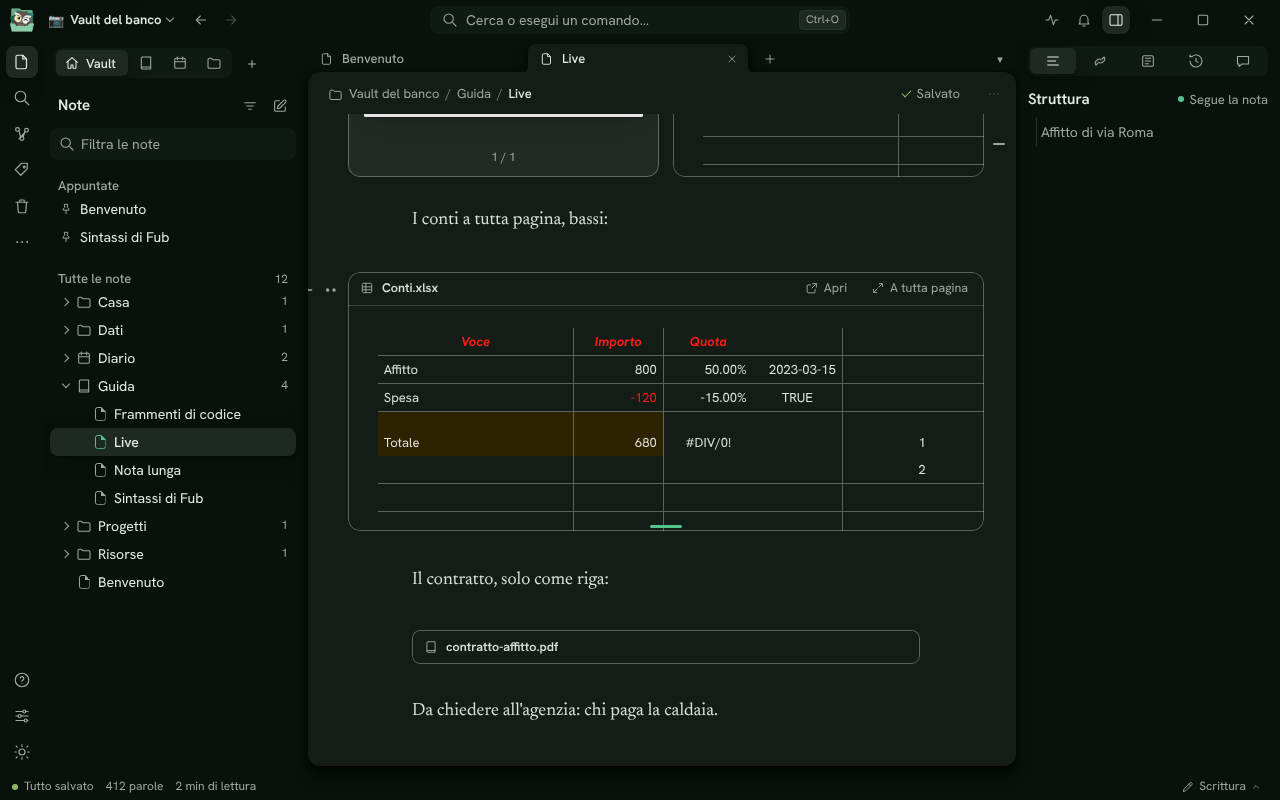 Vault del banco
Cerca o esegui un comando...
Ctrl+O
Vault
Benvenuto
Live
Note
Vault del banco / Guida / Live
Salvato
Struttura
Segue la nota
Affitto di via Roma
Filtra le note
Appuntate
Benvenuto
Sintassi di Fub
Tutte le note 12
Casa 1
Dati 1
Diario 2
Guida 4
Frammenti di codice
Live
Nota lunga
Sintassi di Fub
Progetti 1
Risorse 1
Benvenuto
1 / 1
I conti a tutta pagina, bassi:
Conti.xlsx
Apri
A tutta pagina
Voce Importo Quota
Affitto 800 50.00% 2023-03-15
Spesa -120 -15.00% TRUE
Totale 680 #DIV/0! 1
2
Il contratto, solo come riga:
contratto-affitto.pdf
Da chiedere all'agenzia: chi paga la caldaia.
Tutto salvato 412 parole 2 min di lettura
Scrittura